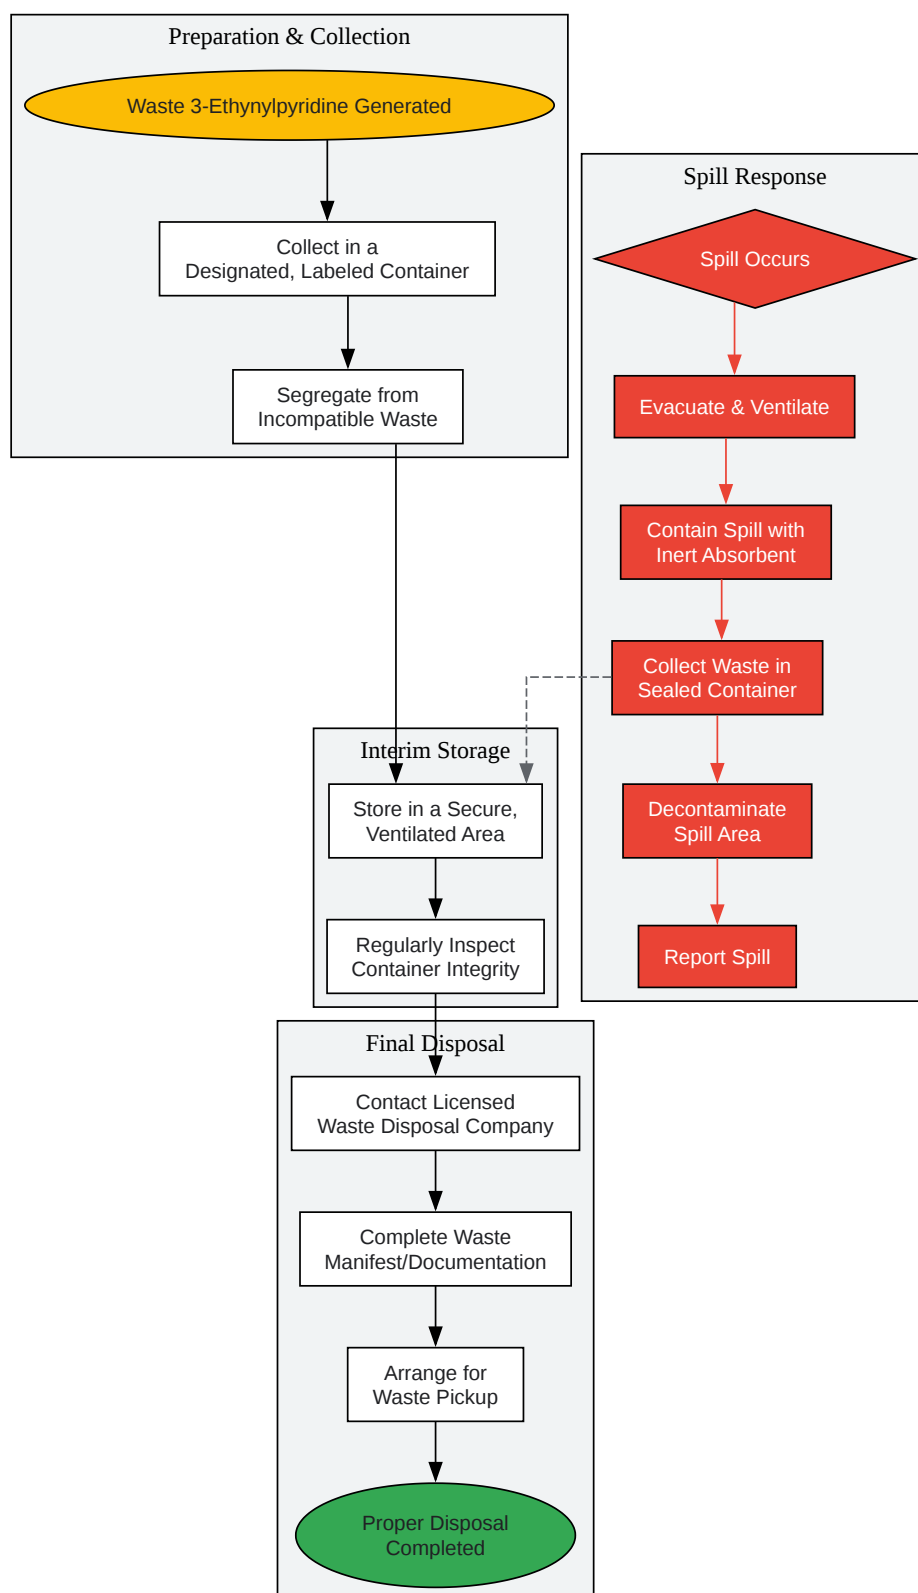 Preparation & Collection
Waste 3-Ethynylpyridine Generated
Collect in a
Designated, Labeled Container
Segregate from
Incompatible Waste
Spill Response
Spill Occurs
Evacuate & Ventilate
Contain Spill with
Inert Absorbent
Collect Waste in
Sealed Container
Decontaminate
Spill Area
Report Spill
Interim Storage
Store in a Secure,
Ventilated Area
Regularly Inspect
Container Integrity
Final Disposal
Contact Licensed
Waste Disposal Company
Complete Waste
Manifest/Documentation
Arrange for
Waste Pickup
Proper Disposal
Completed